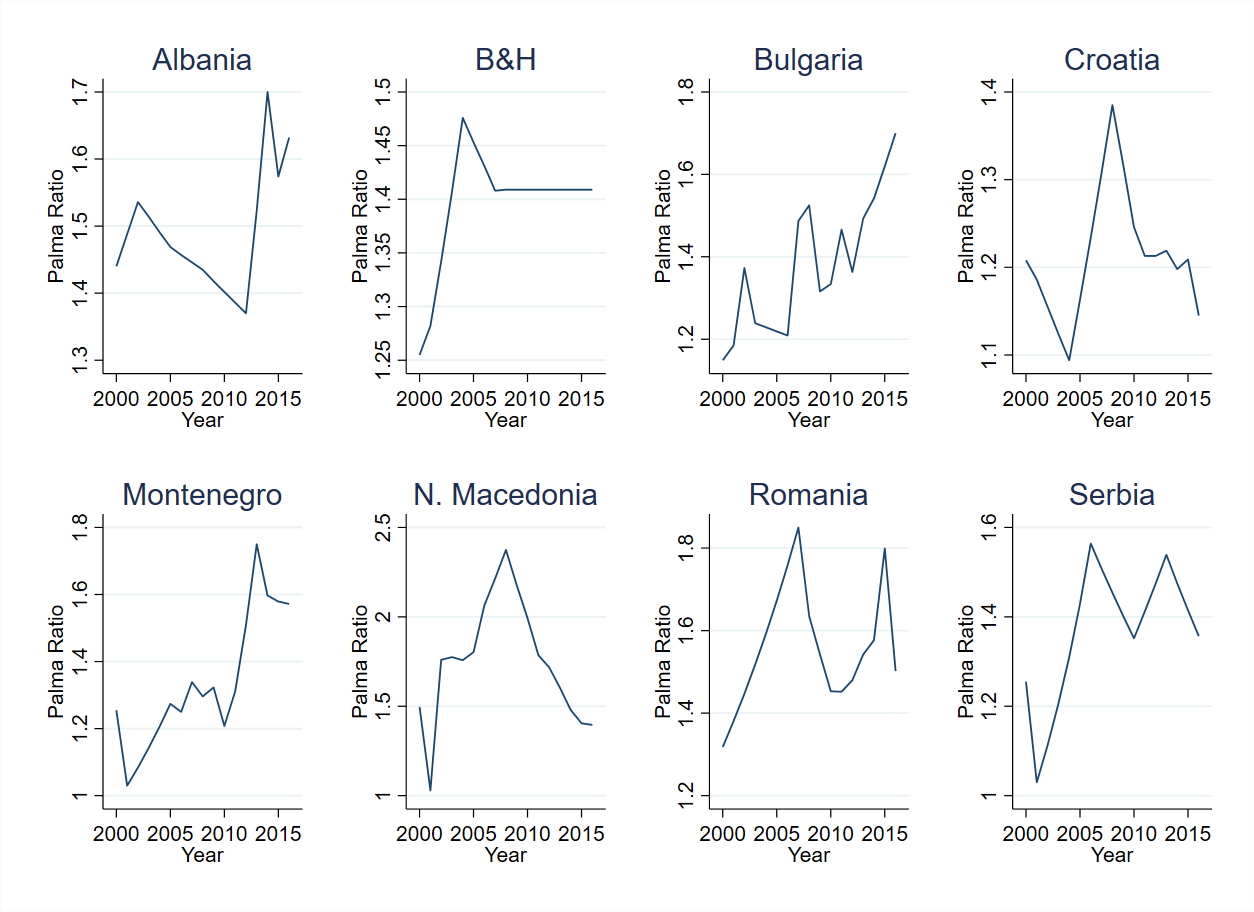 Albania
Palma Ratio
1.3 1.4 1.5 1.6 1.7
2000 2005 2010 2015
Year
B&H
Palma Ratio
1.25 1.3 1.35 1.4 1.45 1.5
2000 2005 2010 2015
Year
Bulgaria
Palma Ratio
1.2 1.4 1.6 1.8
2000 2005 2010 2015
Year
Croatia
Palma Ratio
1.1 1.2 1.3 1.4
2000 2005 2010 2015
Year
Montenegro
Palma Ratio
1 1.2 1.4 1.6 1.8
2000 2005 2010 2015
Year
N. Macedonia
Palma Ratio
1 1.5 2 2.5
2000 2005 2010 2015
Year
Romania
Palma Ratio
1.2 1.4 1.6 1.8
2000 2005 2010 2015
Year
Serbia
Palma Ratio
1 1.2 1.4 1.6
2000 2005 2010 2015
Year